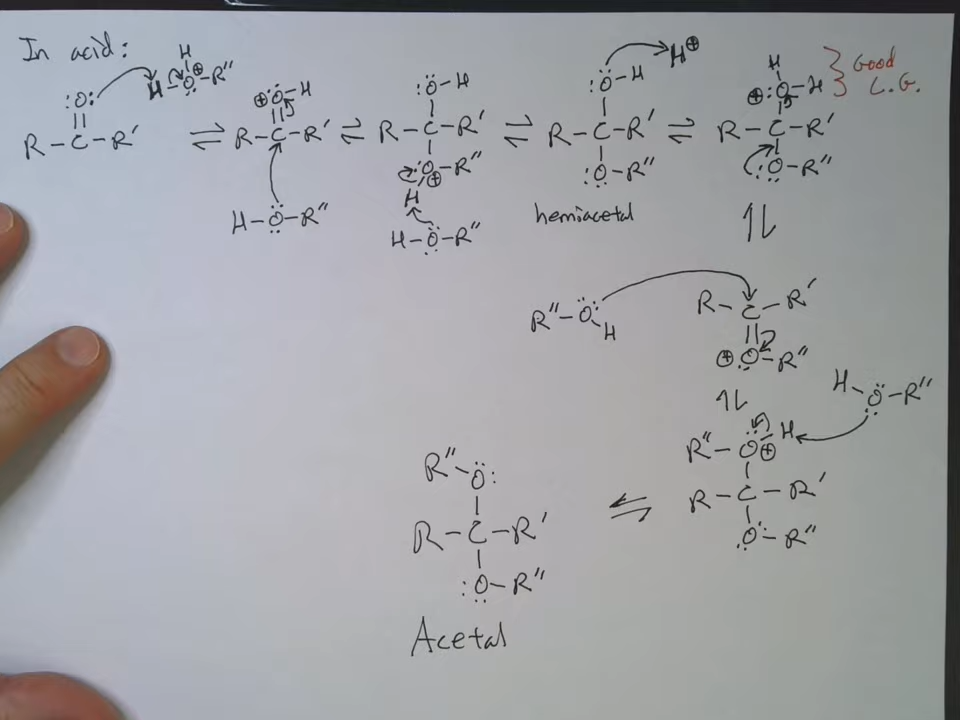 In acid:
H
:Ö: H-O⊕-R″
R-C-R′
⊕:O-H
R-C-R′
H-Ö-R″
:Ö-H
R-C-R′
:O⊕-R″
H
H-Ö-R″
:Ö-H H⊕
R-C-R′
:Ö-R″
hemiacetal
H
⊕:O-H
R-C-R′
:Ö-R″
Good
L.G.
R″-Ö:
H
R-C-R′
⊕:O-R″
H-Ö-R″
R″-Ö-H
⊕
R-C-R′
:Ö-R″
R″-Ö:
R-C-R′
:Ö-R″
Acetal